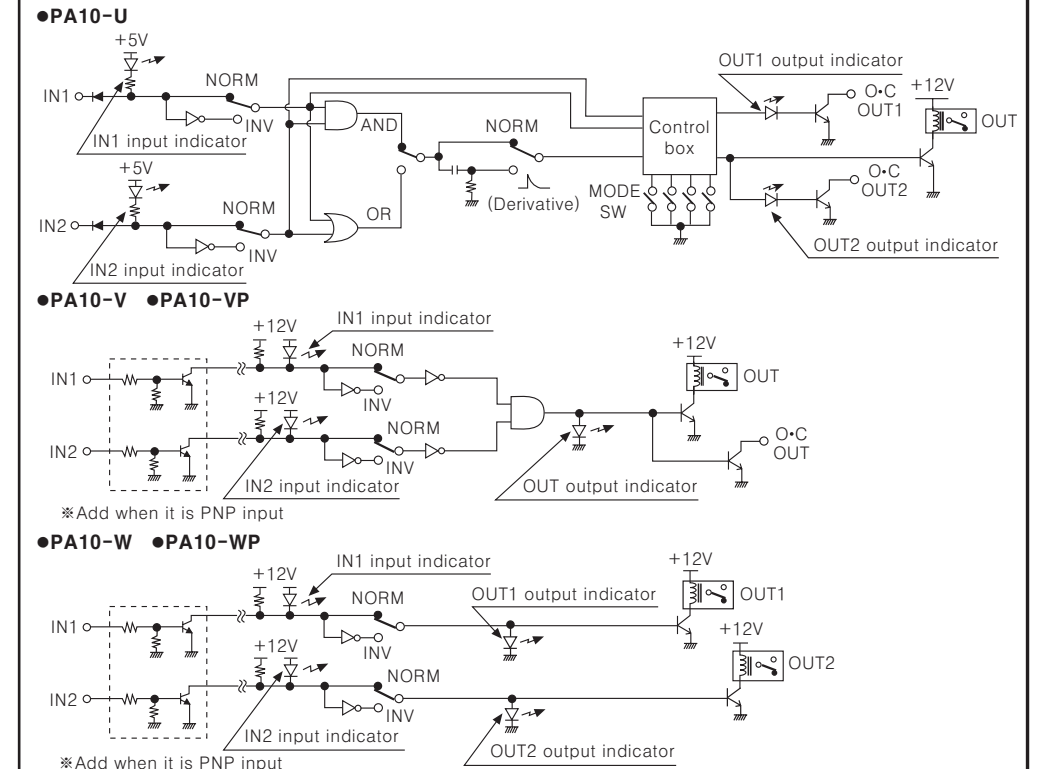 ●PA10-U
+5V
IN1
NORM
INV
IN1 input indicator
+5V
IN2
NORM
INV
IN2 input indicator
AND
OR
NORM
(Derivative)
Control
box
MODE
SW
OUT1 output indicator
O•C
OUT1
+12V
OUT
O•C
OUT2
OUT2 output indicator
●PA10-V ●PA10-VP
+12V
IN1 input indicator
IN1
NORM
INV
+12V
IN2
NORM
INV
IN2 input indicator
OUT output indicator
+12V
OUT
O•C
OUT
※Add when it is PNP input
●PA10-W ●PA10-WP
+12V
IN1 input indicator
IN1
NORM
INV
OUT1 output indicator
+12V
OUT1
+12V
IN2
NORM
INV
IN2 input indicator
+12V
OUT2
OUT2 output indicator
※Add when it is PNP input